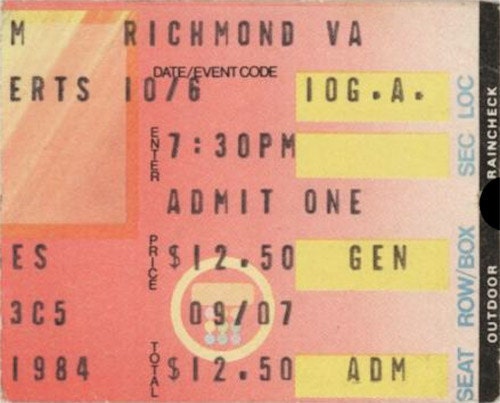 M RICHMOND VA
DATE/EVENT CODE
ERTS 10/6 10G.A.
ENTER 7:30PM
ADMIT ONE
ES PRICE $12.50 GEN
3C5 09/07
1984 TOTAL $12.50 ADM
SEAT ROW/BOX SEC LOC
OUTDOOR RAINCHECK